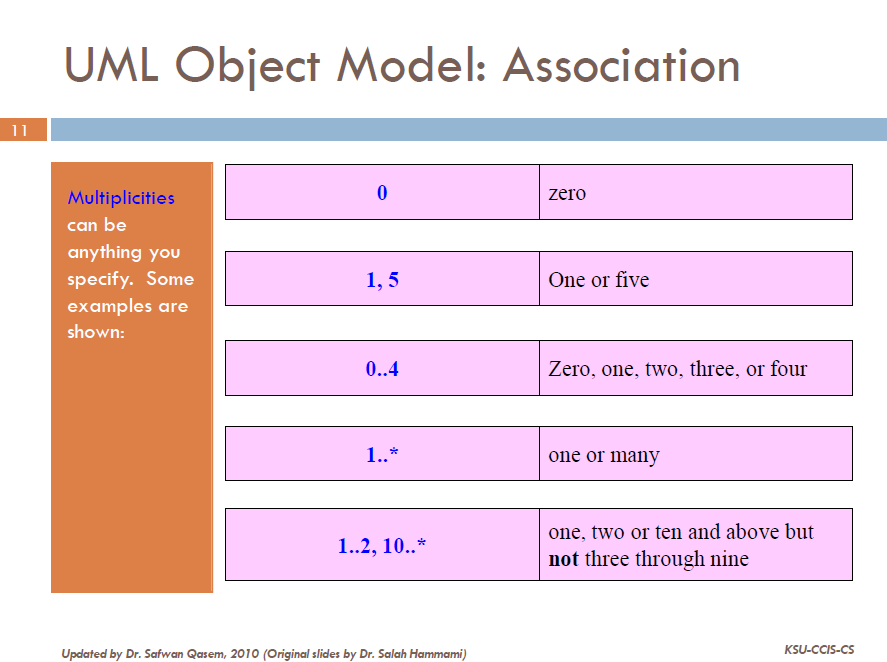 UML Object Model: Association
11
Multiplicities
can be
anything you
specify.  Some
examples are
shown:
0 zero
1, 5 One or five
0..4 Zero, one, two, three, or four
1..* one or many
1..2, 10..* one, two or ten and above but
not three through nine
Updated by Dr. Safwan Qasem, 2010 (Original slides by Dr. Salah Hammami)
KSU-CCIS-CS